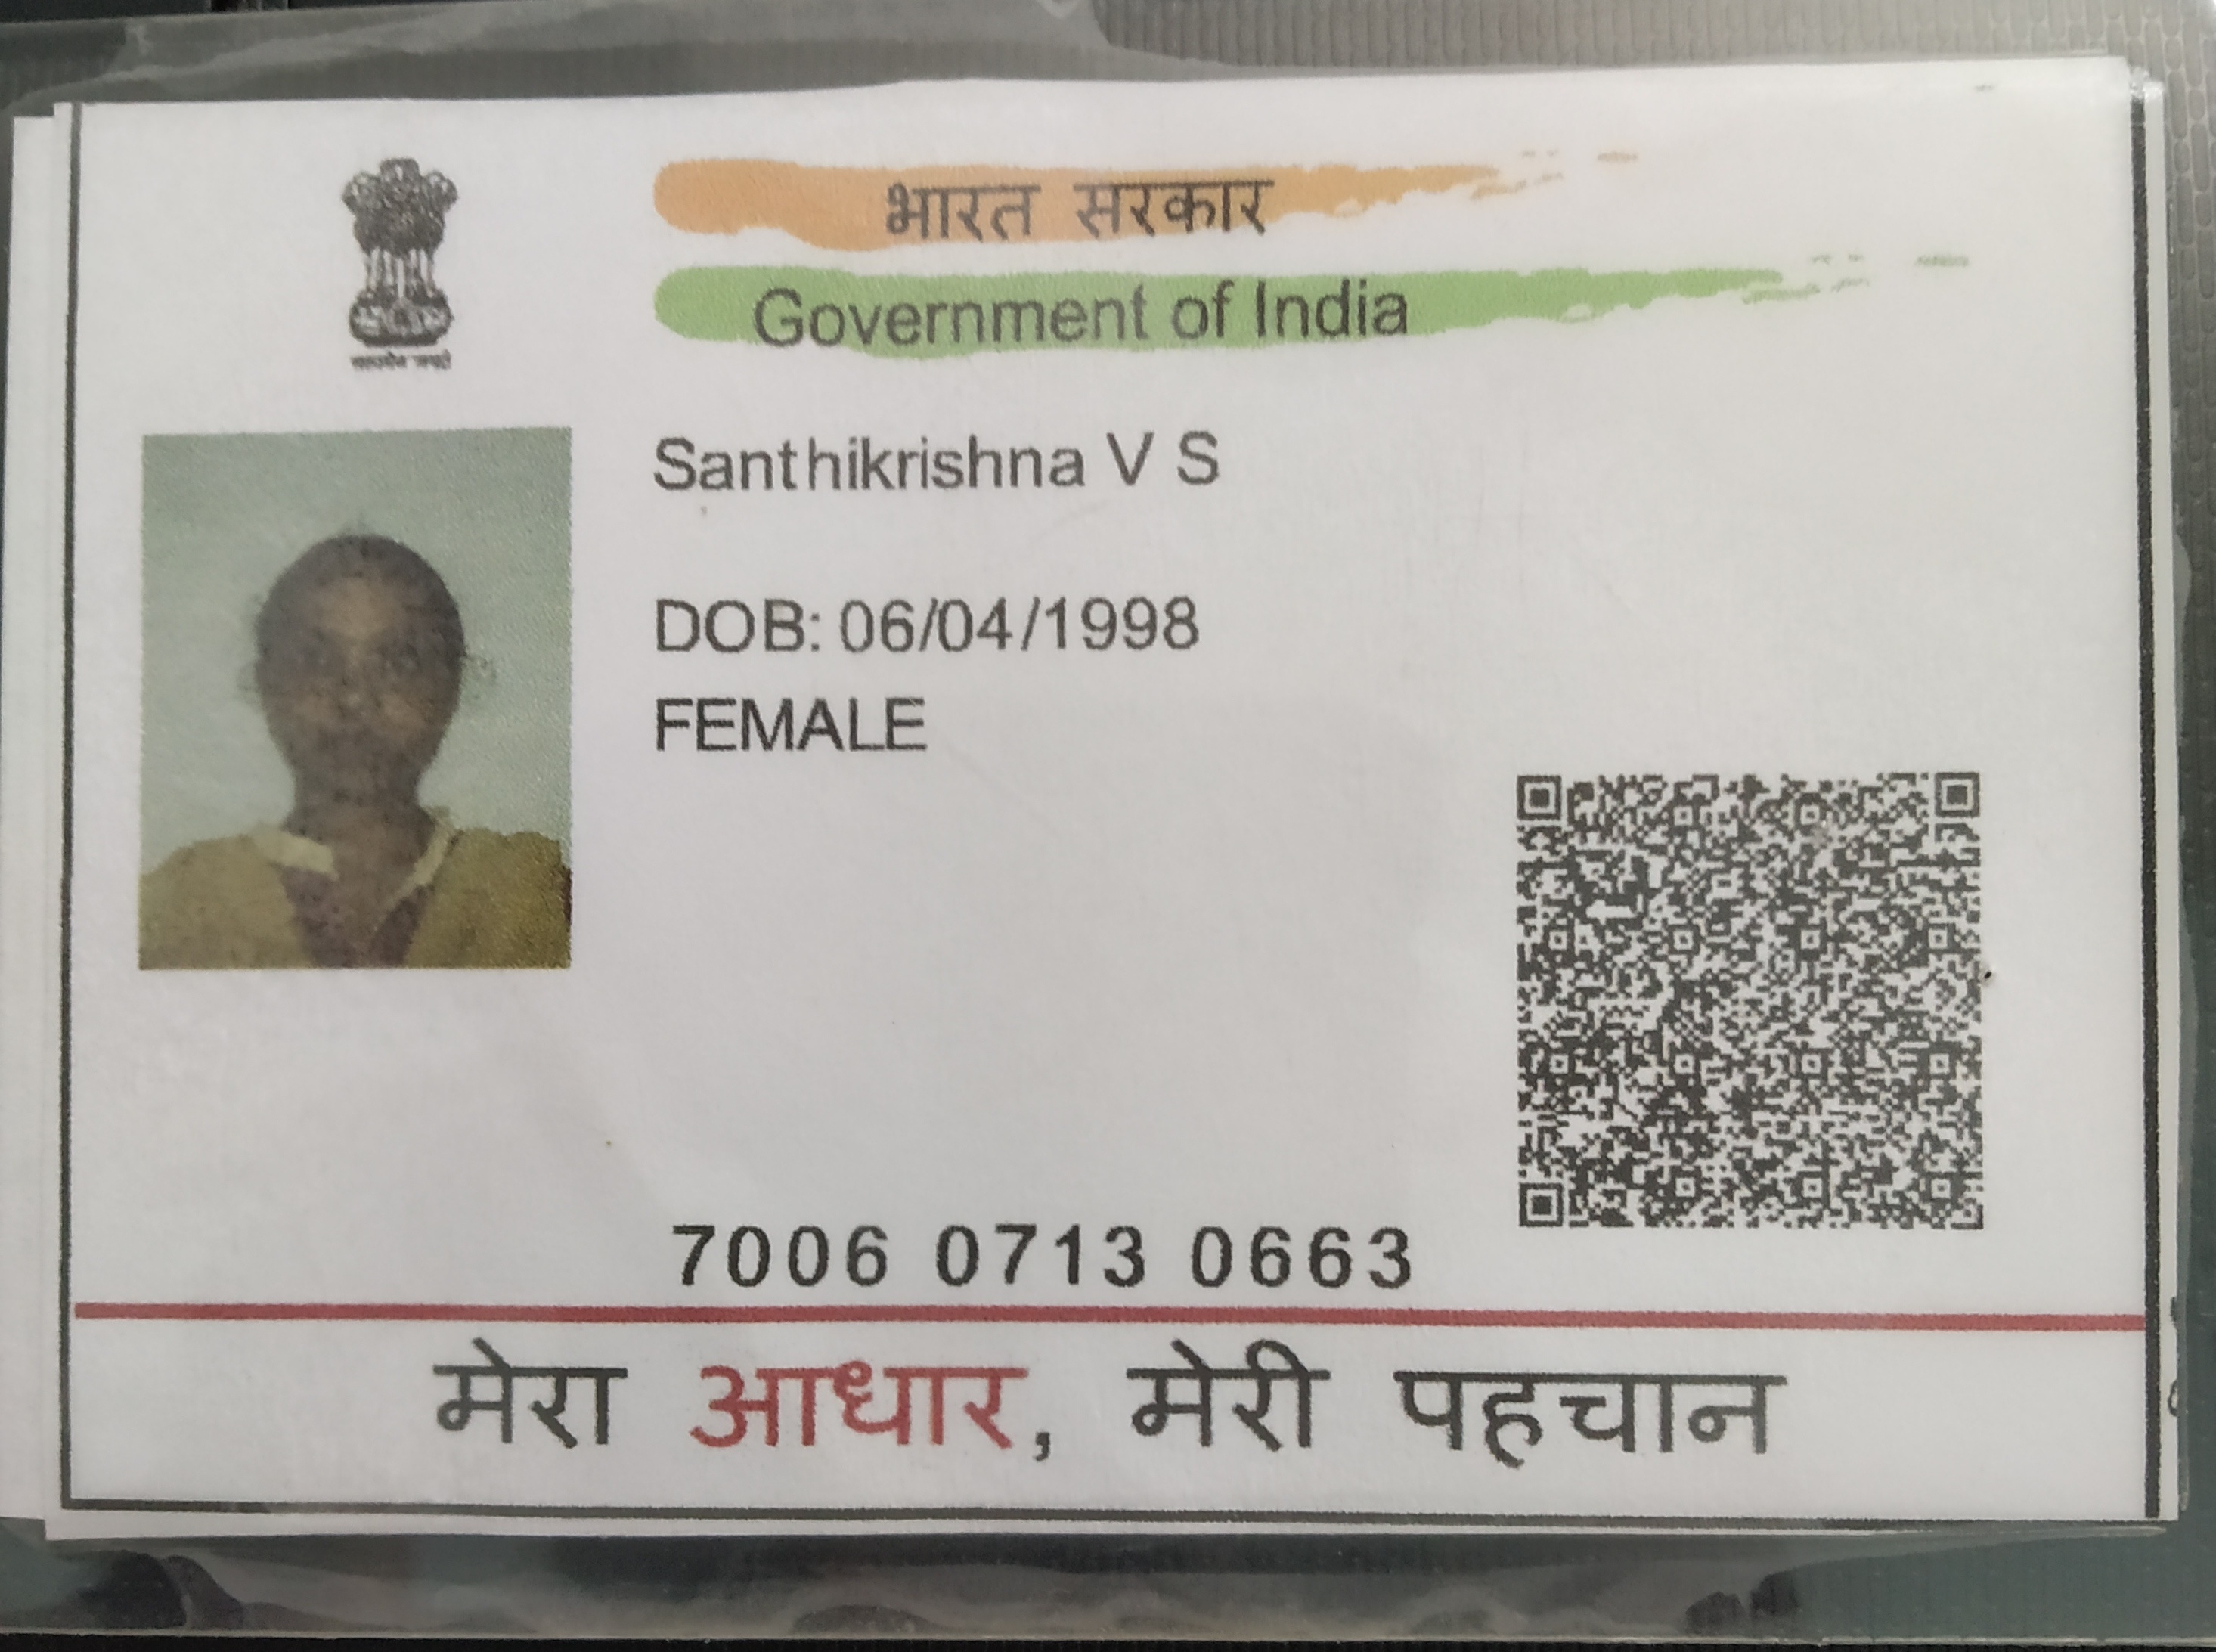 भारत सरकार
Government of India
सत्यमेव जयते
Santhikrishna V S
DOB: 06/04/1998
FEMALE
7006 0713 0663
मेरा आधार, मेरी पहचान